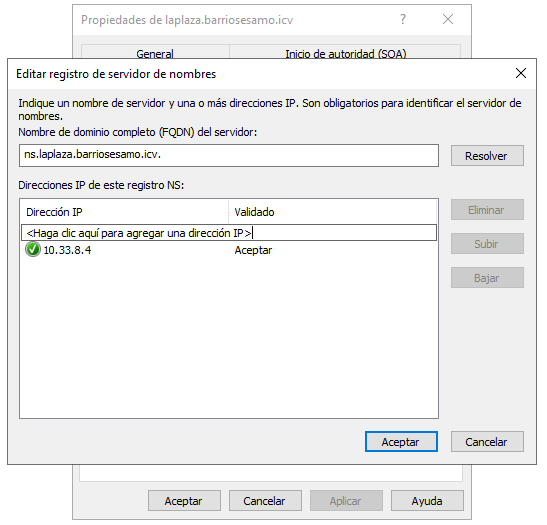 Propiedades de laplaza.barriosesamo.icv
General
Inicio de autoridad (SOA)
Editar registro de servidor de nombres
Indique un nombre de servidor y una o más direcciones IP. Son obligatorios para identificar el servidor de
nombres.
Nombre de dominio completo (FQDN) del servidor:
ns.laplaza.barriosesamo.icv.
Resolver
Direcciones IP de este registro NS:
Dirección IP Validado
<Haga clic aquí para agregar una dirección IP>
10.33.8.4 Aceptar
Eliminar
Subir
Bajar
Aceptar Cancelar
Aceptar Cancelar Aplicar Ayuda